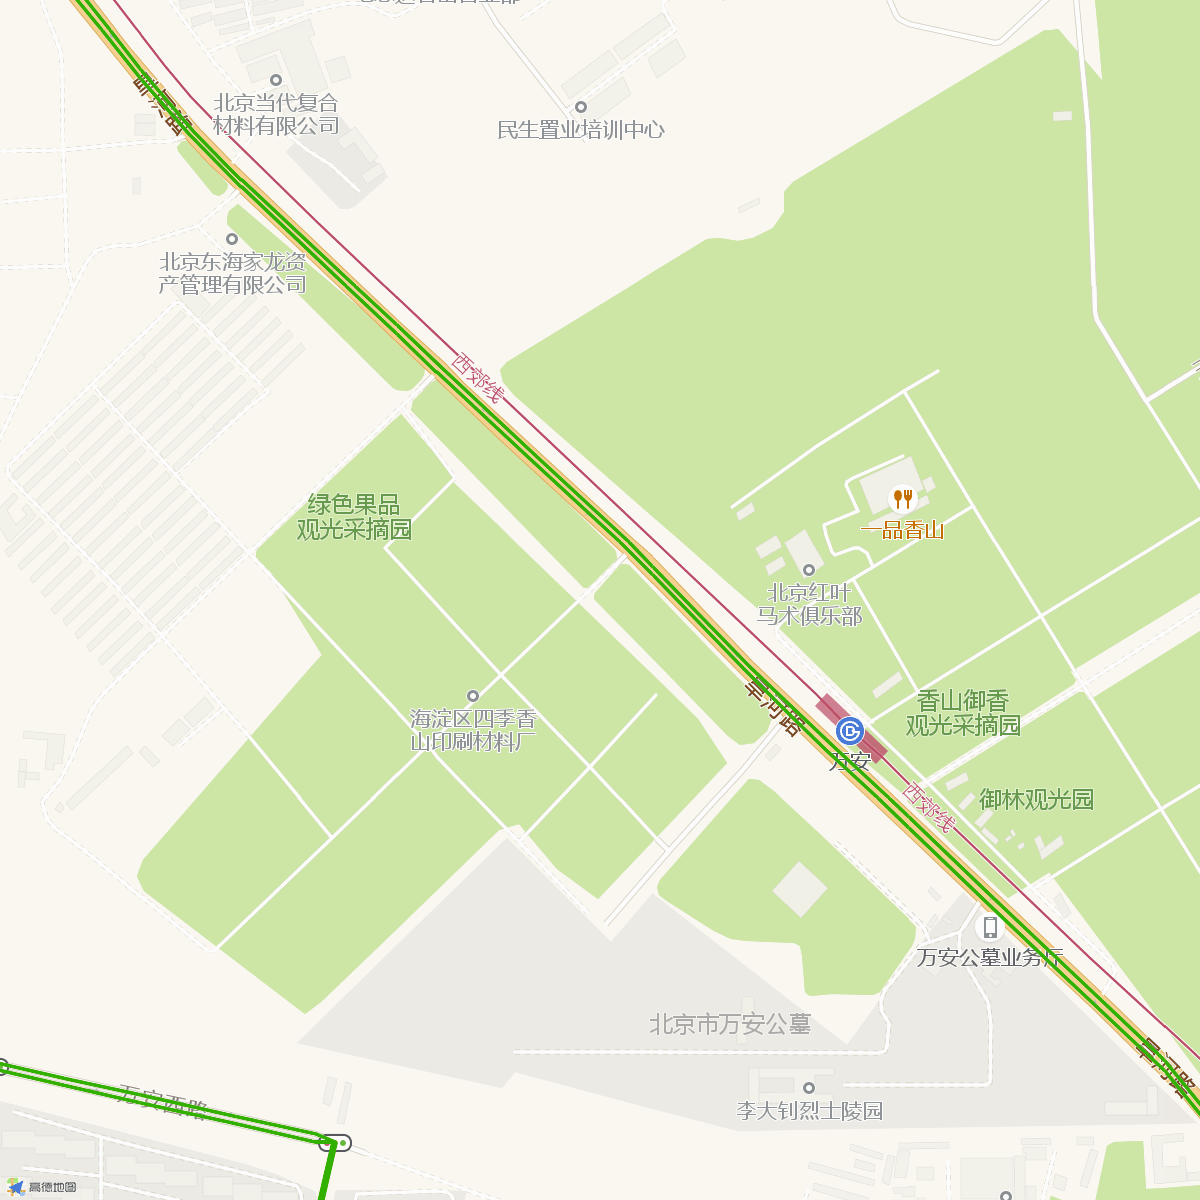 北京当代复合
材料有限公司
民生置业培训中心
北京东海家龙资
产管理有限公司
西郊线
绿色果品
观光采摘园
一品香山
北京红叶
马术俱乐部
旱河路
香山御香
观光采摘园
海淀区四季香
山印刷材料厂
万安
西郊线
御林观光园
万安公墓业务厅
北京市万安公墓
旱河路
万安西路
李大钊烈士陵园
高德地图